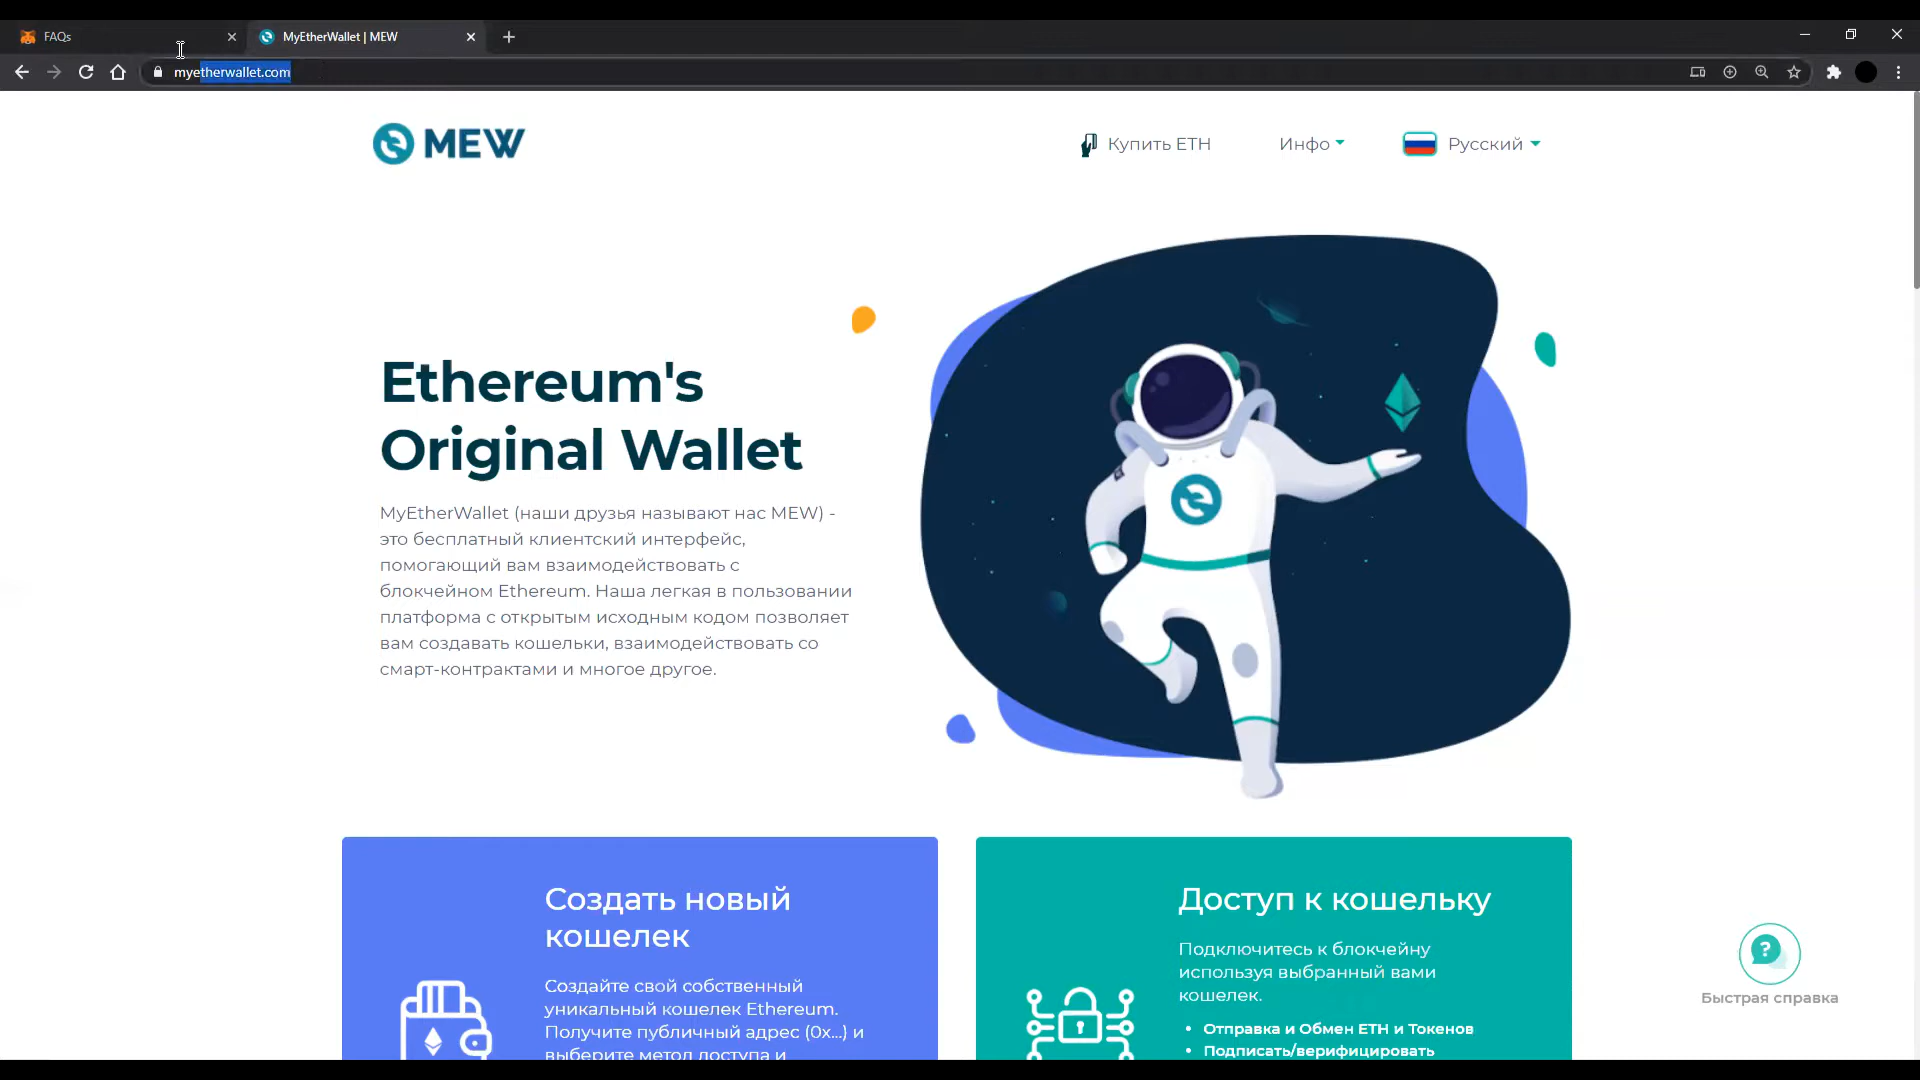 FAQs
MyEtherWallet | MEW
myetherwallet.com
MEW
Купить ETH
Инфо
Русский
Ethereum's
Original Wallet
MyEtherWallet (наши друзья называют нас MEW) -
это бесплатный клиентский интерфейс,
помогающий вам взаимодействовать с
блокчейном Ethereum. Наша легкая в пользовании
платформа с открытым исходным кодом позволяет
вам создавать кошельки, взаимодействовать со
смарт-контрактами и многое другое.
Создать новый
кошелек
Создайте свой собственный
уникальный кошелек Ethereum.
Получите публичный адрес (0x...) и
выберите метод доступа и
Доступ к кошельку
Подключитесь к блокчейну
используя выбранный вами
кошелек.
• Отправка и Обмен ETH и Токенов
• Подписать/верифицировать
?
Быстрая справка